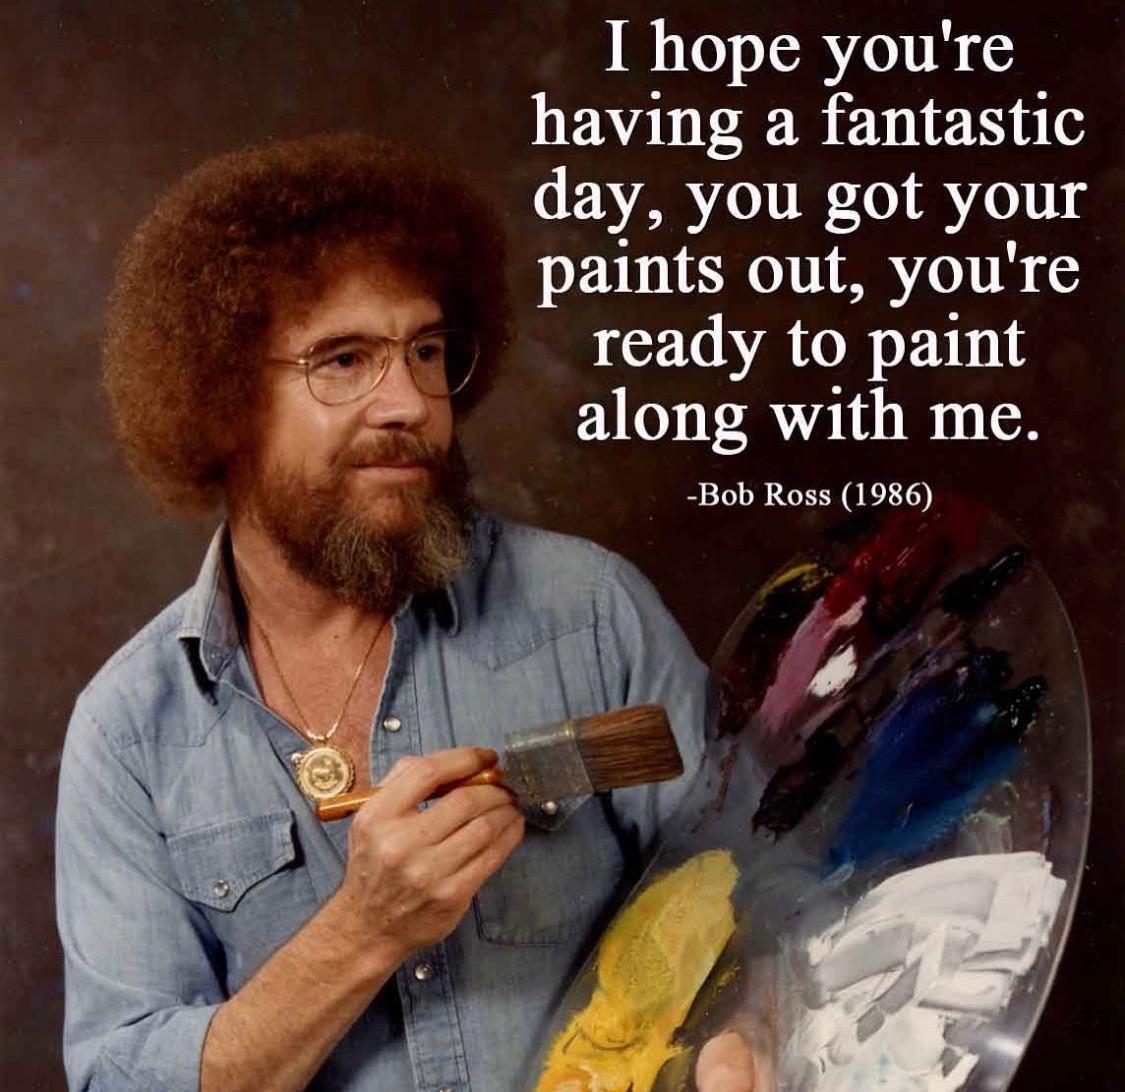 I hope you're
having a fantastic
day, you got your
paints out, you're
ready to paint
along with me.
-Bob Ross (1986)